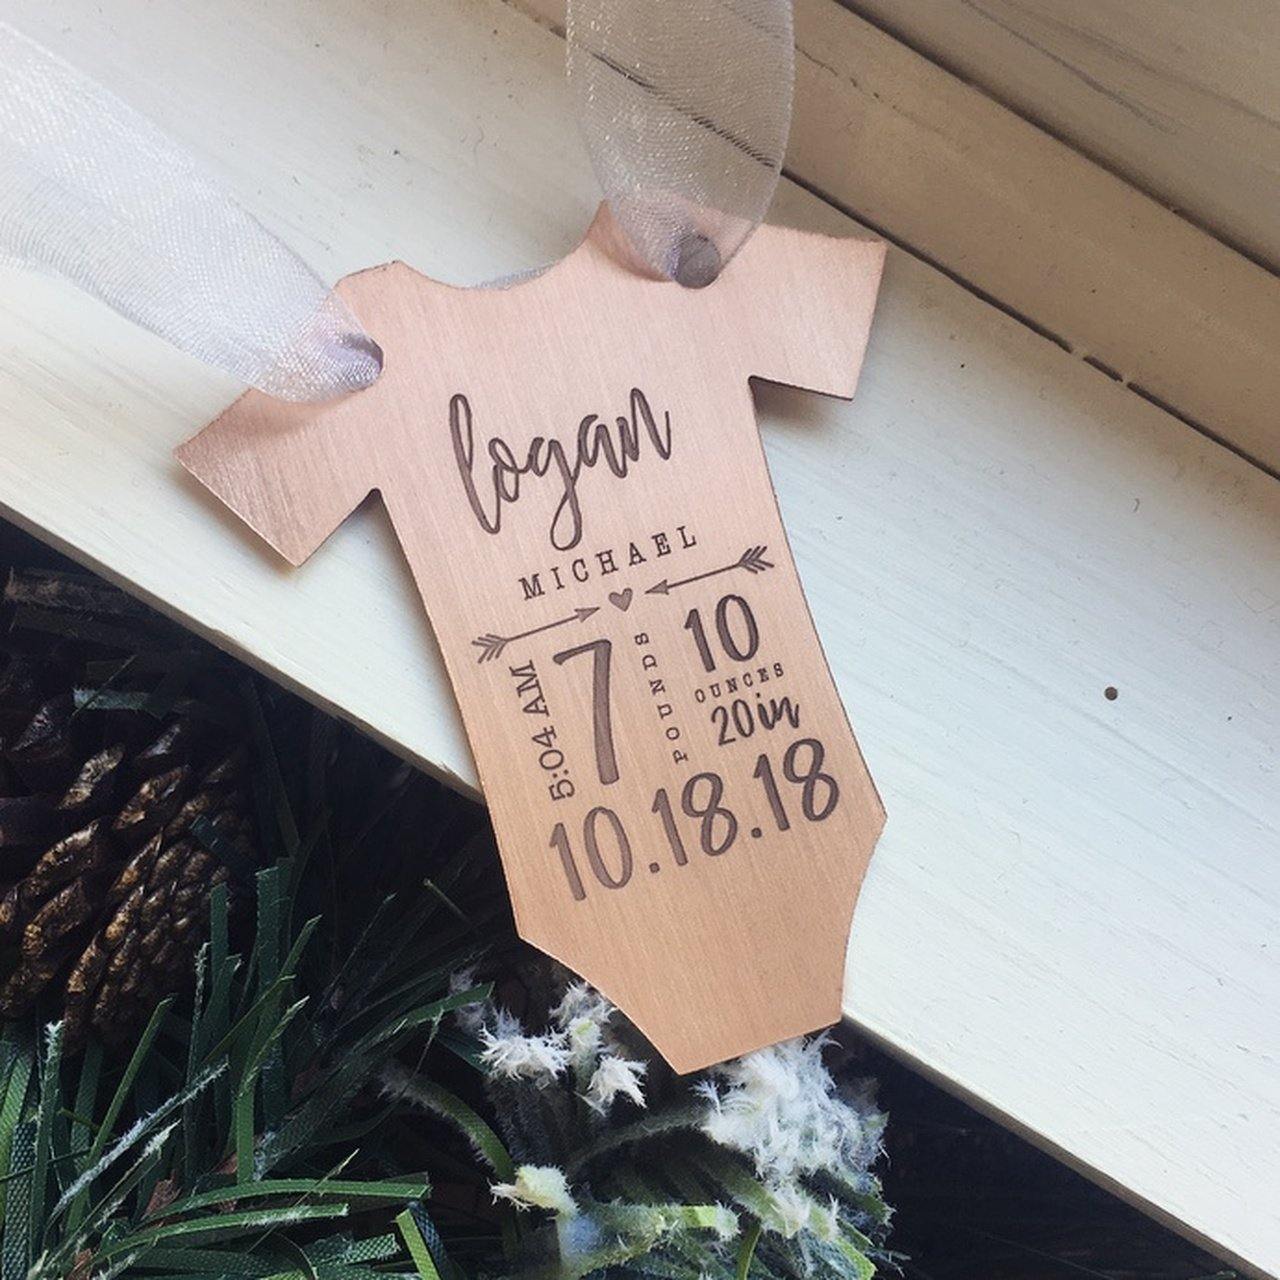 logan
MICHAEL
5:04 AM
7
POUNDS
10
OUNCES
20in
10.18.18